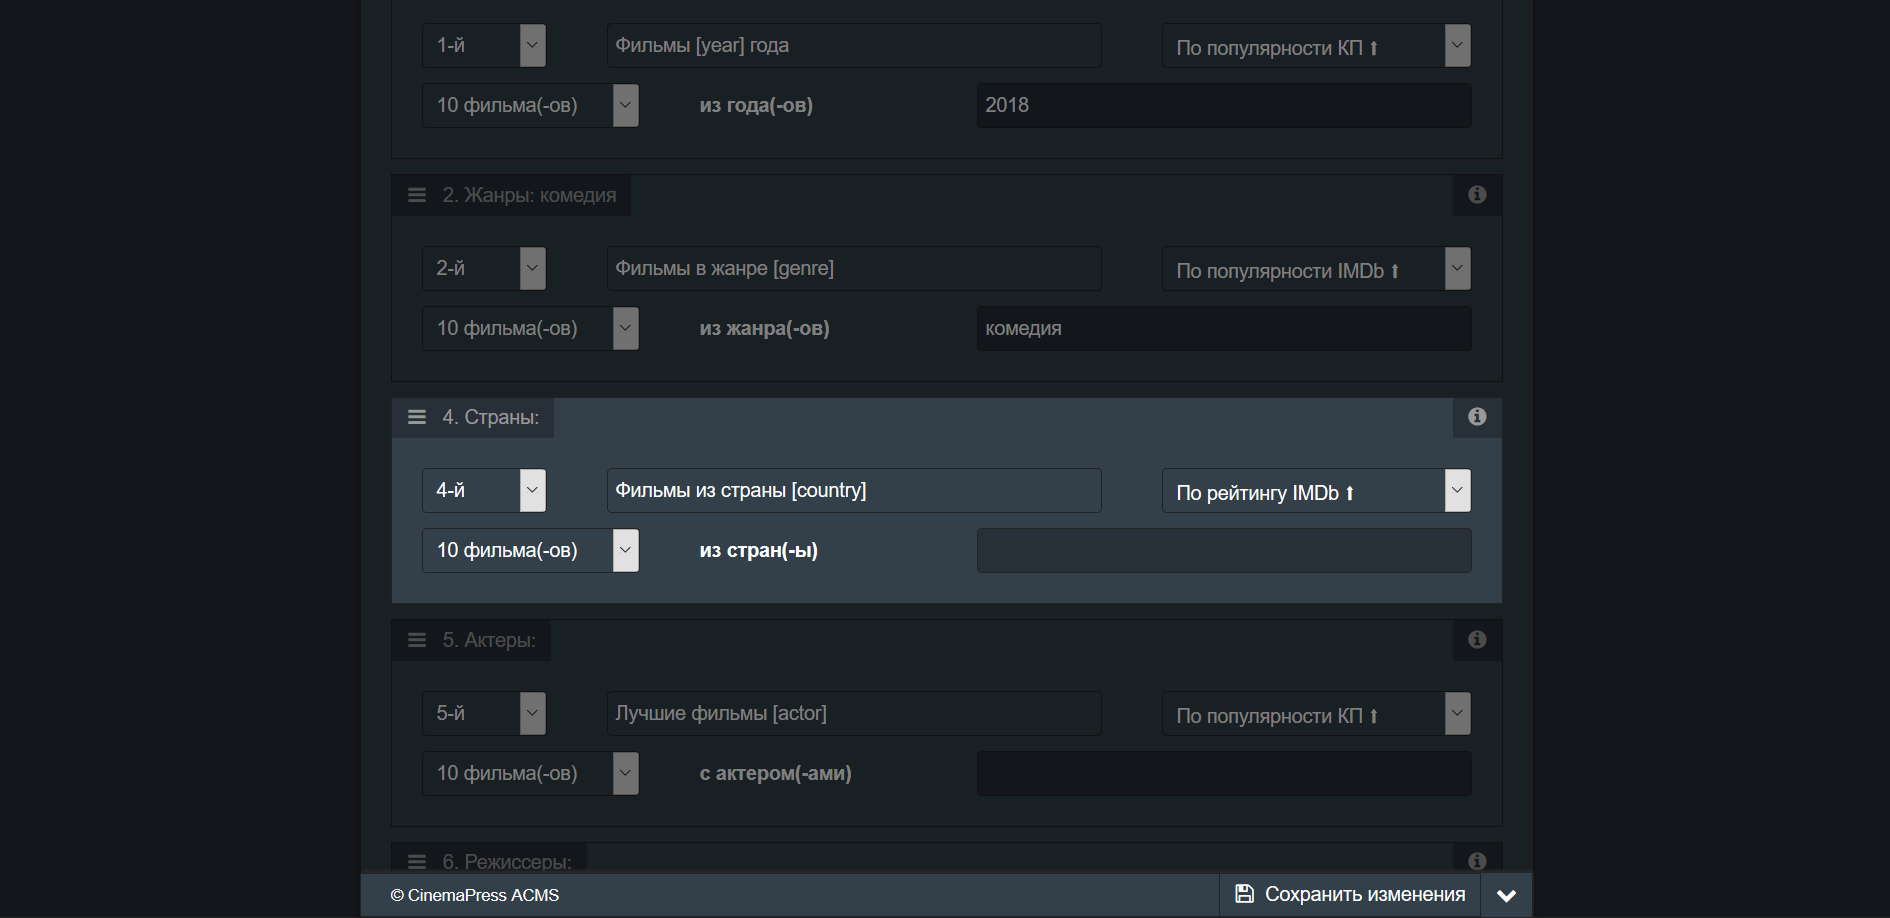 1-й
Фильмы [year] года
По популярности КП ⬆
10 фильма(-ов)
из года(-ов)
2018
2. Жанры: комедия
2-й
Фильмы в жанре [genre]
По популярности IMDb ⬆
10 фильма(-ов)
из жанра(-ов)
комедия
4. Страны:
4-й
Фильмы из страны [country]
По рейтингу IMDb ⬆
10 фильма(-ов)
из стран(-ы)
5. Актеры:
5-й
Лучшие фильмы [actor]
По популярности КП ⬆
10 фильма(-ов)
с актером(-ами)
6. Режиссеры:
© CinemaPress ACMS
Сохранить изменения